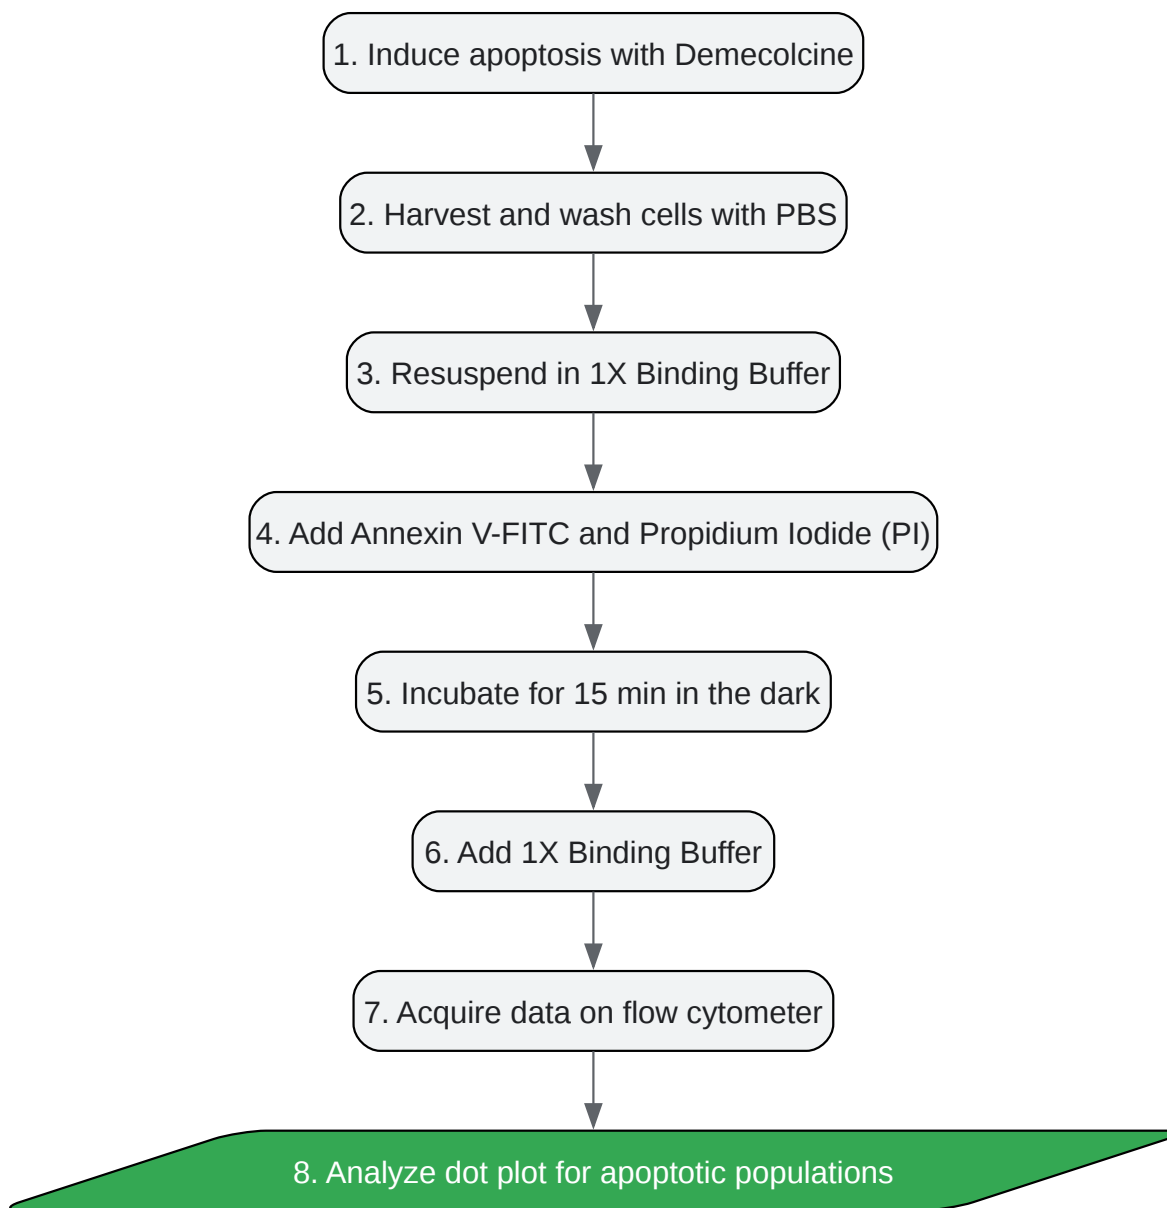 1. Induce apoptosis with Demecolcine
2. Harvest and wash cells with PBS
3. Resuspend in 1X Binding Buffer
4. Add Annexin V-FITC and Propidium Iodide (PI)
5. Incubate for 15 min in the dark
6. Add 1X Binding Buffer
7. Acquire data on flow cytometer
8. Analyze dot plot for apoptotic populations